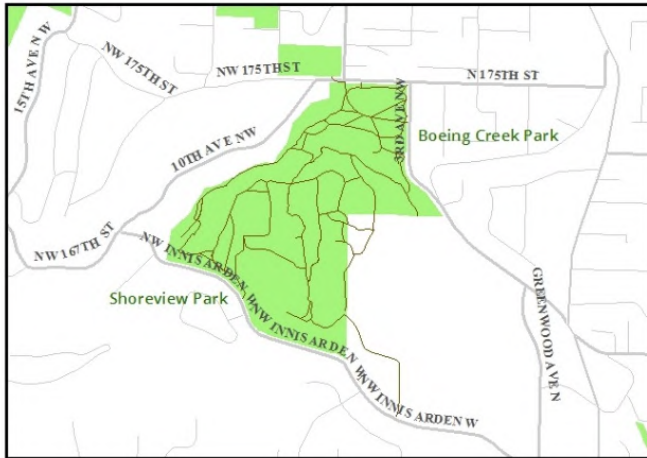 15TH AVE N W
NW 175TH ST
NW 175TH ST
N 175TH ST
3RD AVE NW
Boeing Creek Park
10TH AVE NW
NW 167TH ST
NW INNIS ARDEN W
Shoreview Park
NW INNIS ARDEN W
NW INNIS ARDEN W
GREENWOOD AVE N